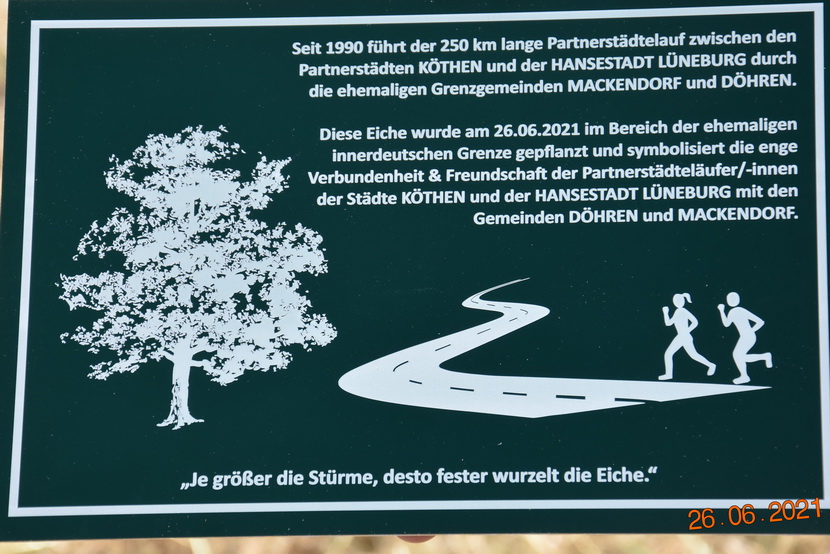 Seit 1990 führt der 250 km lange Partnerstädtelauf zwischen den
Partnerstädten KÖTHEN und der HANSESTADT LÜNEBURG durch
die ehemaligen Grenzgemeinden MACKENDORF und DÖHREN.
Diese Eiche wurde am 26.06.2021 im Bereich der ehemaligen
innerdeutschen Grenze gepflanzt und symbolisiert die enge
Verbundenheit & Freundschaft der Partnerstädteläufer/-innen
der Städte KÖTHEN und der HANSESTADT LÜNEBURG mit den
Gemeinden DÖHREN und MACKENDORF.
„Je größer die Stürme, desto fester wurzelt die Eiche.“
26.06.2021